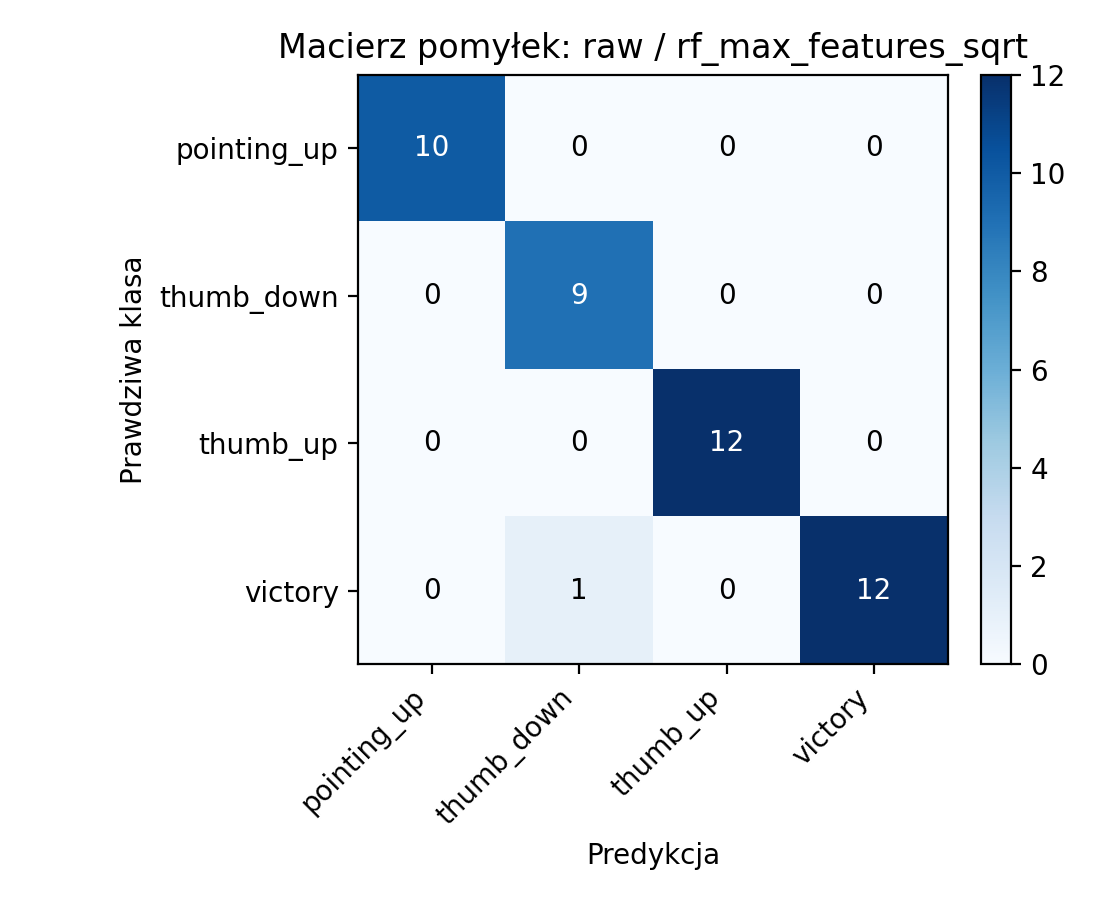 Macierz pomyłek: raw / rf_max_features_sqrt
Prawdziwa klasa
pointing_up 10 0 0 0
thumb_down 0 9 0 0
thumb_up 0 0 12 0
victory 0 1 0 12
pointing_up thumb_down thumb_up victory
Predykcja
12
10
8
6
4
2
0